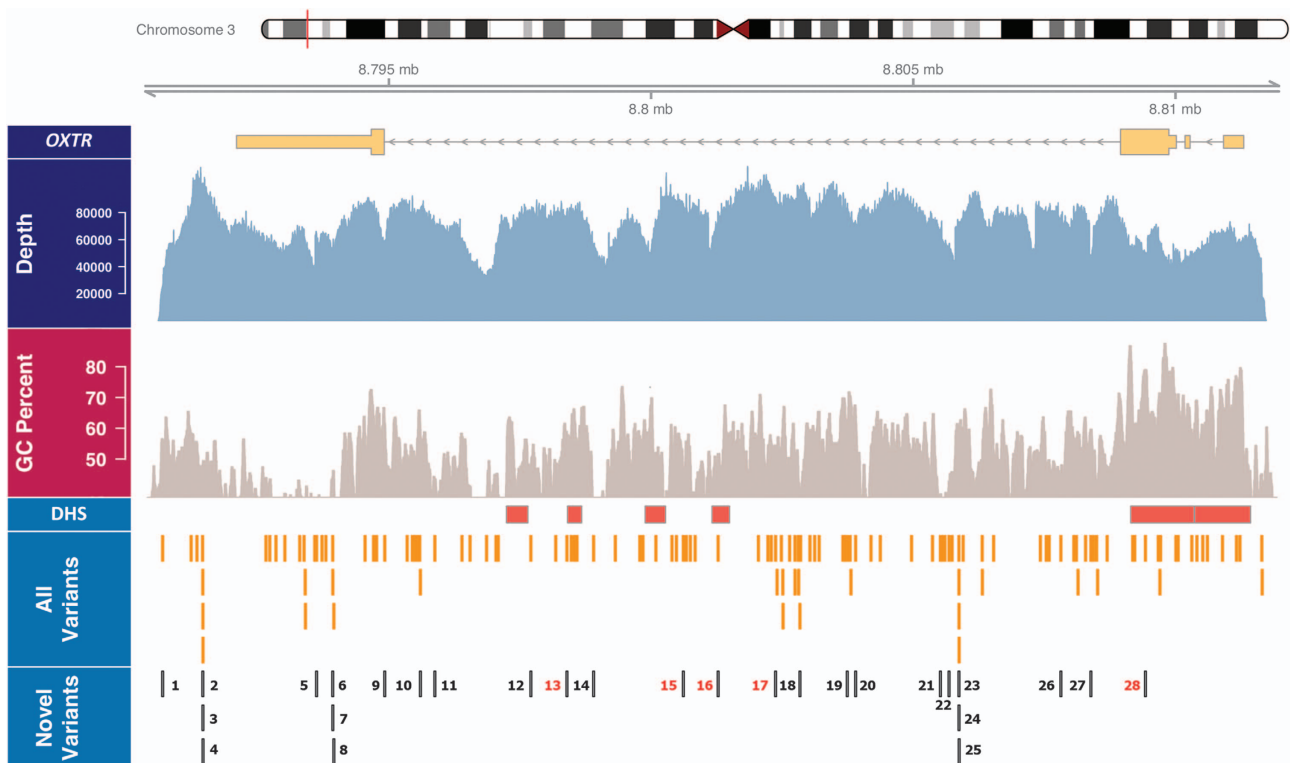 Chromosome 3
8.795 mb
8.805 mb
8.8 mb
8.81 mb
OXTR
Depth
80000
60000
40000
20000
GC Percent
80
70
60
50
DHS
All
Variants
Novel
Variants
1 2 5 6 9 10 11 12 13 14 15 16 17 18 19 20 21 22 23 26 27 28
3 7 24
4 8 25